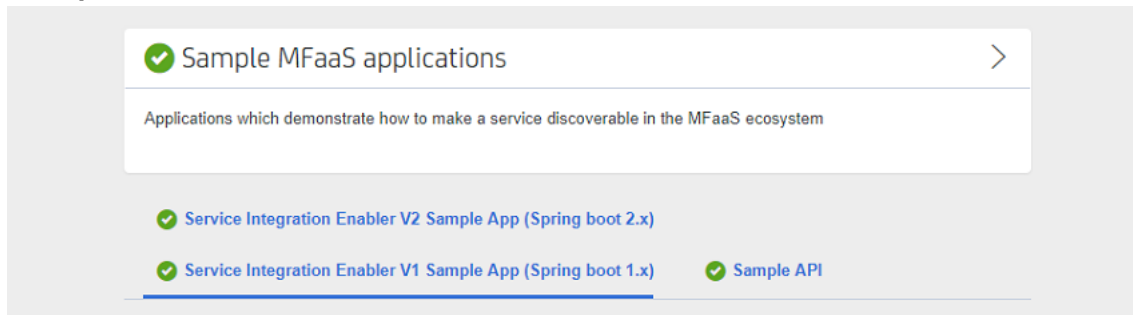 Sample MFaaS applications
Applications which demonstrate how to make a service discoverable in the MFaaS ecosystem
Service Integration Enabler V2 Sample App (Spring boot 2.x)
Service Integration Enabler V1 Sample App (Spring boot 1.x) Sample API